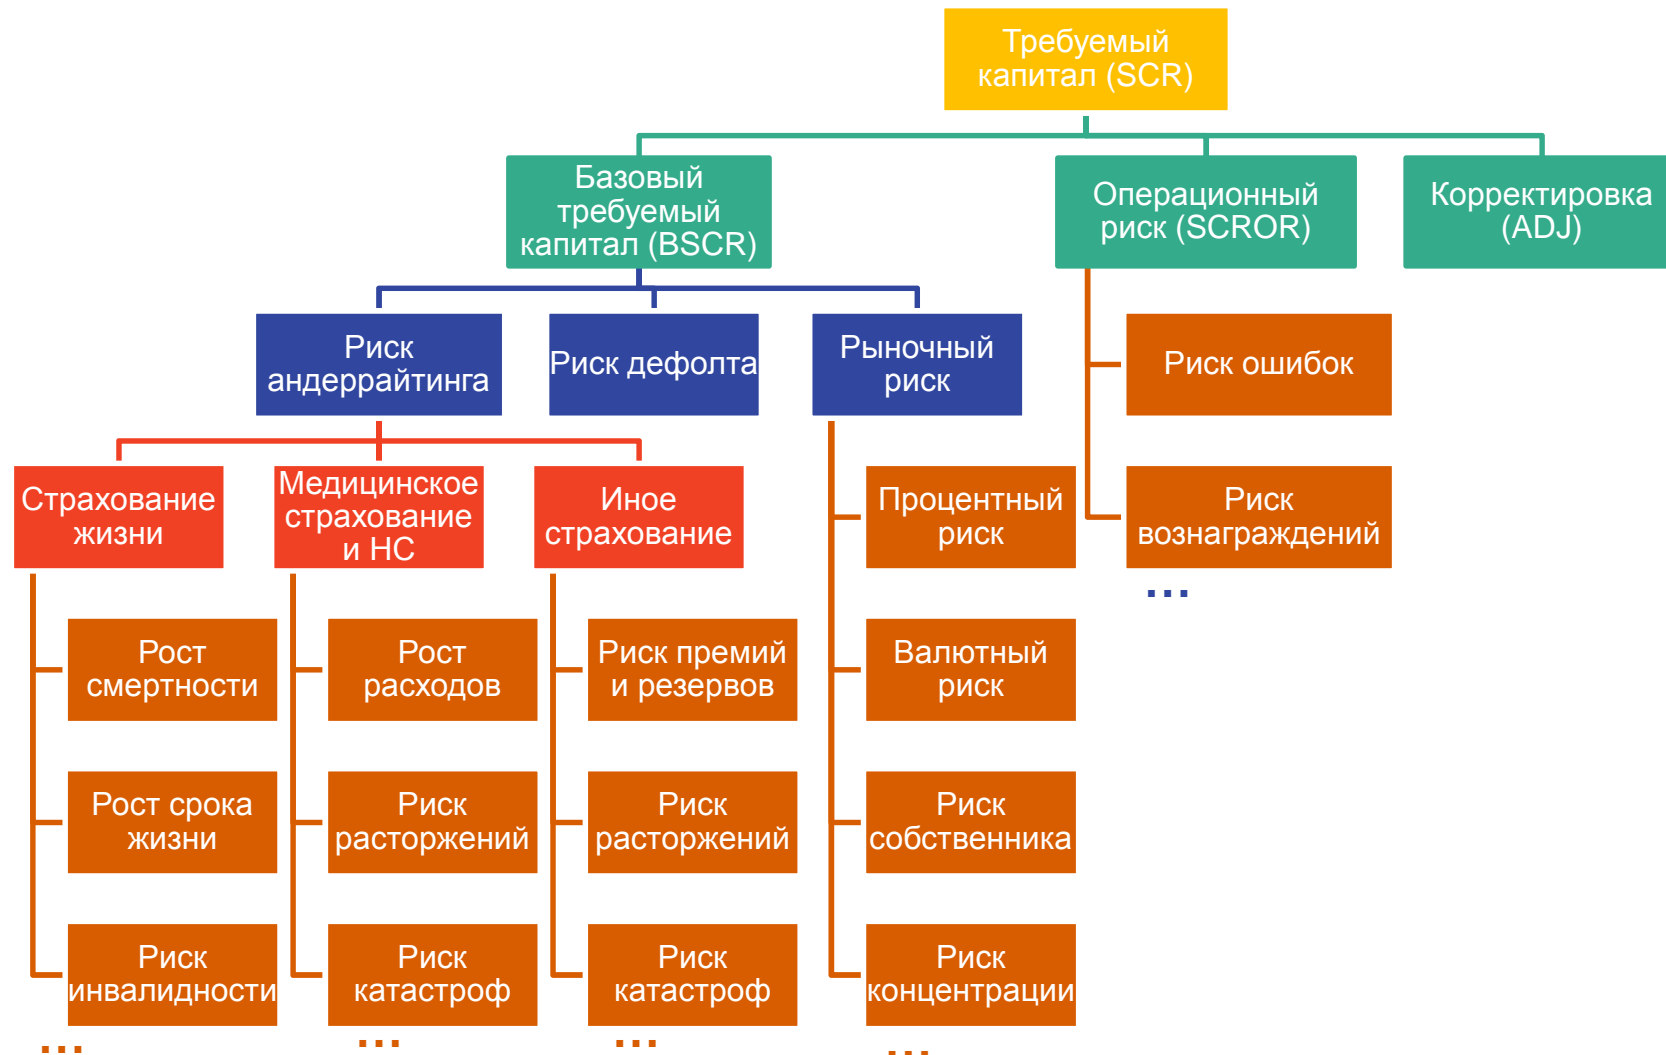 Требуемый
капитал (SCR)
Базовый
требуемый
капитал (BSCR)
Операционный
риск (SCROR)
Корректировка
(ADJ)
Риск
андеррайтинга
Риск дефолта
Рыночный
риск
Риск ошибок
Страхование
жизни
Медицинское
страхование
и НС
Иное
страхование
Процентный
риск
Риск
вознаграждений
...
Рост
смертности
Рост
расходов
Риск премий
и резервов
Валютный
риск
Рост срока
жизни
Риск
расторжений
Риск
расторжений
Риск
собственника
Риск
инвалидности
Риск
катастроф
Риск
катастроф
Риск
концентрации
...
...
...
...